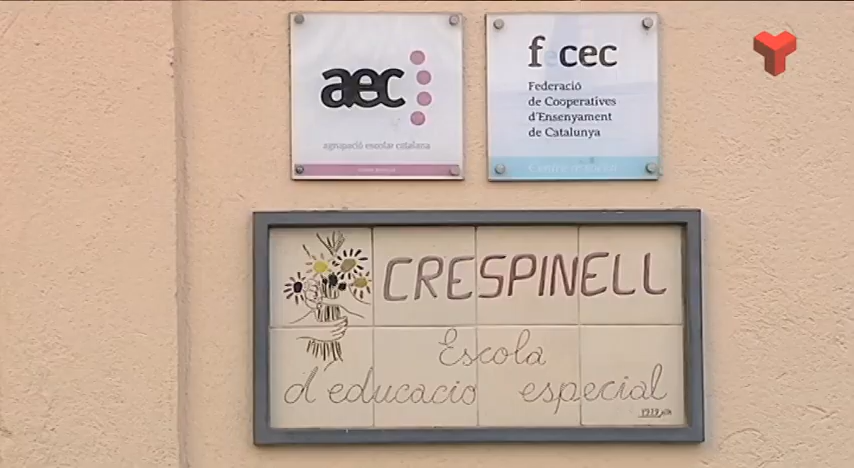 aec
agrupació escolar catalana
fecec
Federació
de Cooperatives
d'Ensenyament
de Catalunya
CRESPINELL
Escola
d'educacio especial